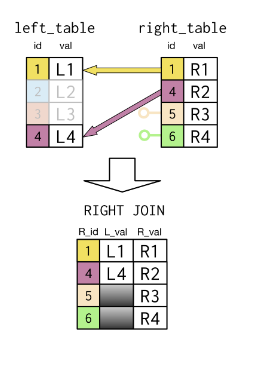 left_table right_table
id val id val
1 L1 1 R1
2 L2 4 R2
3 L3 5 R3
4 L4 6 R4
RIGHT JOIN
R_id L_val R_val
1 L1 R1
4 L4 R2
5 R3
6 R4